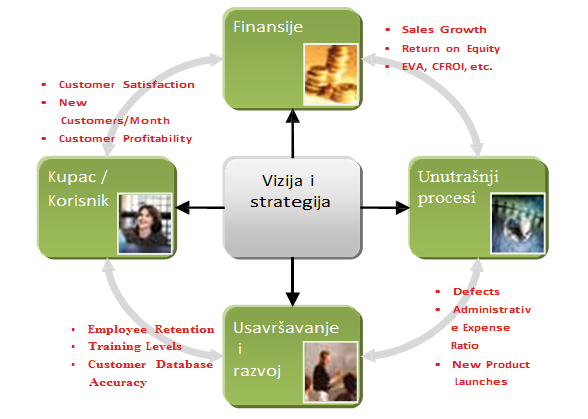 Finansije
• Sales Growth
• Return on Equity
• EVA, CFROI, etc.
• Customer Satisfaction
• New
Customers/Month
• Customer Profitability
Kupac /
Korisnik
Vizija i
strategija
Unutrašnji
procesi
• Defects
• Administrativ
e Expense
Ratio
• New Product
Launches
• Employee Retention
• Training Levels
• Customer Database
Accuracy
Usavršavanje
i
razvoj